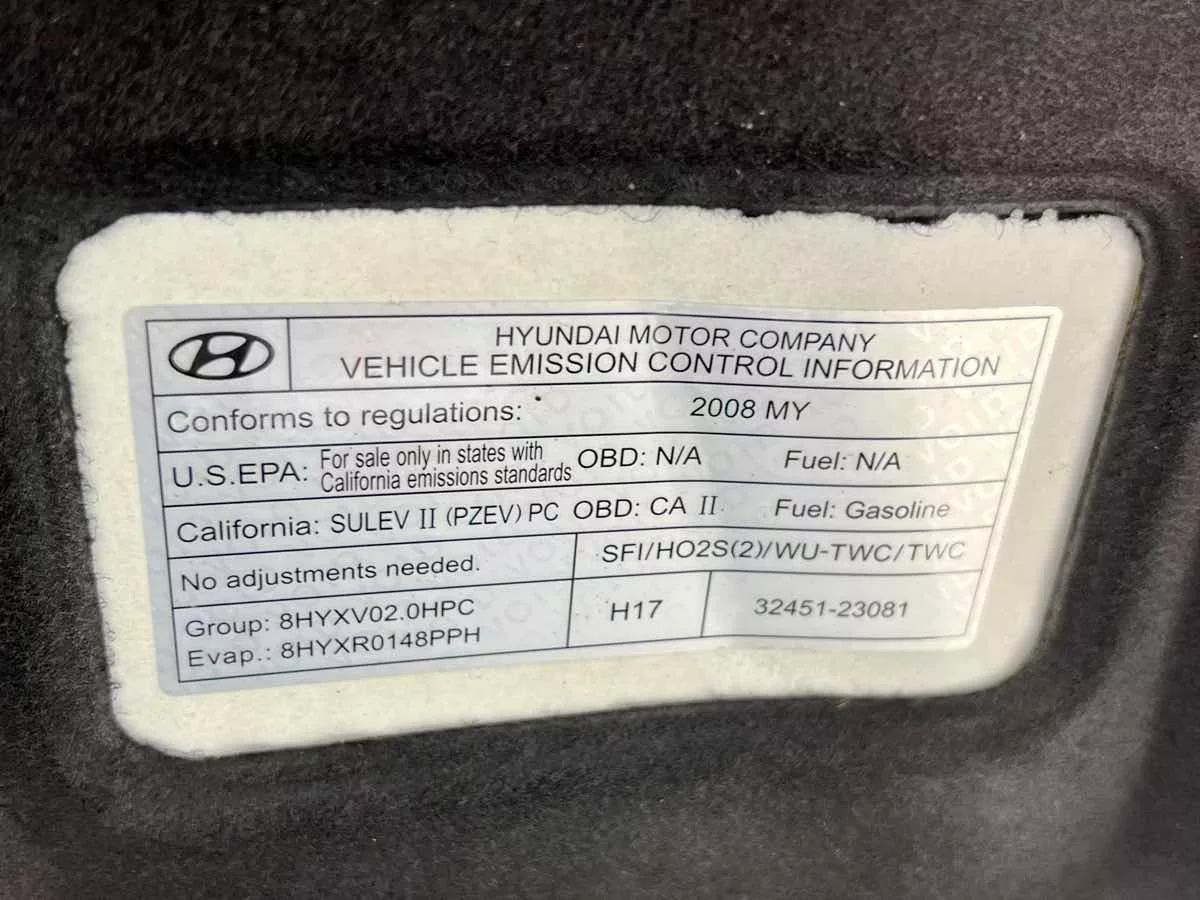 HYUNDAI MOTOR COMPANY
VEHICLE EMISSION CONTROL INFORMATION
Conforms to regulations: 2008 MY
U.S.EPA: For sale only in states with California emissions standards OBD: N/A Fuel: N/A
California: SULEV II (PZEV) PC OBD: CA II Fuel: Gasoline
No adjustments needed. SFI/HO2S(2)/WU-TWC/TWC
Group: 8HYXV02.0HPC
Evap.: 8HYXR0148PPH
H17 32451-23081
VOID